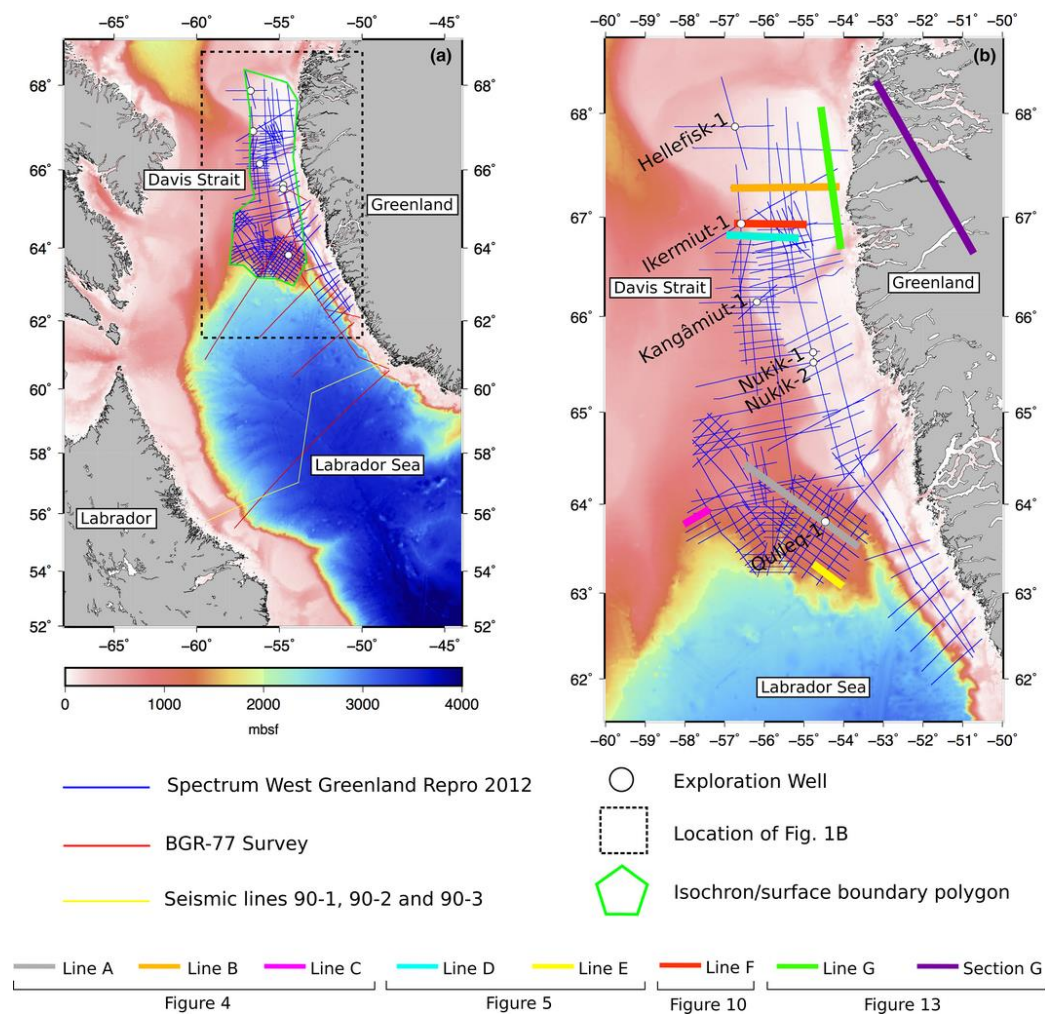 −65° −60° −55° −50° −45°
(a)
68°
66°
64°
62°
60°
58°
56°
54°
52°
Davis Strait
Greenland
Labrador Sea
Labrador
68°
66°
64°
62°
60°
58°
56°
54°
52°
−65° −60° −55° −50° −45°
0 1000 2000 3000 4000
mbsf
−60 −59 −58 −57 −56 −55 −54 −53 −52 −51 −50
(b)
68°
67°
66°
65°
64°
63°
62°
Hellefisk-1
Ikermiut-1
Davis Strait
Greenland
Kangâmiut-1
Nukik-1
Nukik-2
Qulleq-1
Labrador Sea
68°
67°
66°
65°
64°
63°
62°
−60° −59° −58° −57° −56° −55° −54° −53° −52° −51° −50°
Spectrum West Greenland Repro 2012
BGR-77 Survey
Seismic lines 90-1, 90-2 and 90-3
Exploration Well
Location of Fig. 1B
Isochron/surface boundary polygon
Line A Line B Line C Line D Line E Line F Line G Section G
Figure 4 Figure 5 Figure 10 Figure 13